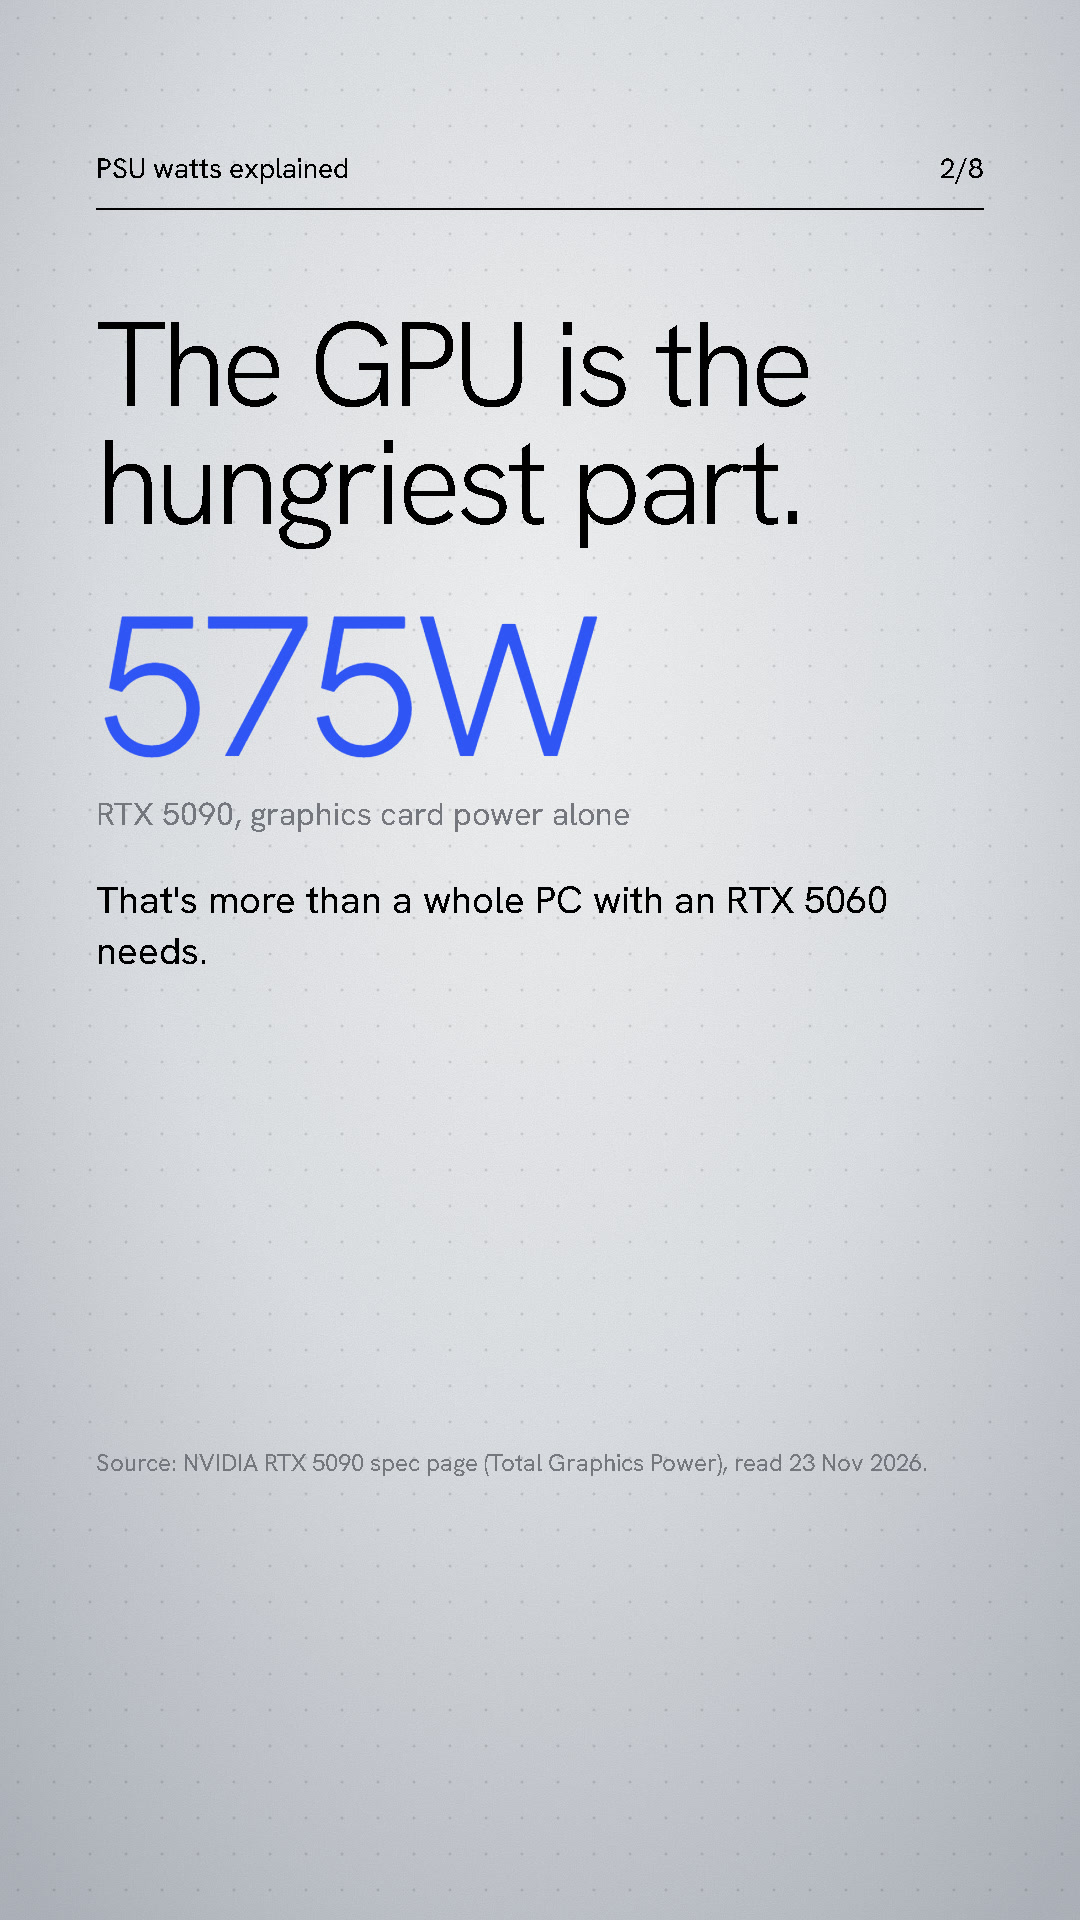 PSU watts explained
2/8
The GPU is the
hungriest part.
575W
RTX 5090, graphics card power alone
That's more than a whole PC with an RTX 5060
needs.
Source: NVIDIA RTX 5090 spec page (Total Graphics Power), read 23 Nov 2026.